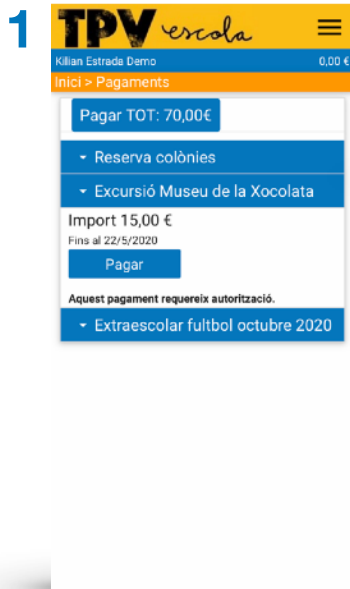 1
TPV escola
Kilian Estrada Demo 0,00 €
Inici > Pagaments
Pagar TOT: 70,00€
Reserva colònies
Excursió Museu de la Xocolata
Import 15,00 €
Fins al 22/5/2020
Pagar
Aquest pagament requereix autorització.
Extraescolar fultbol octubre 2020